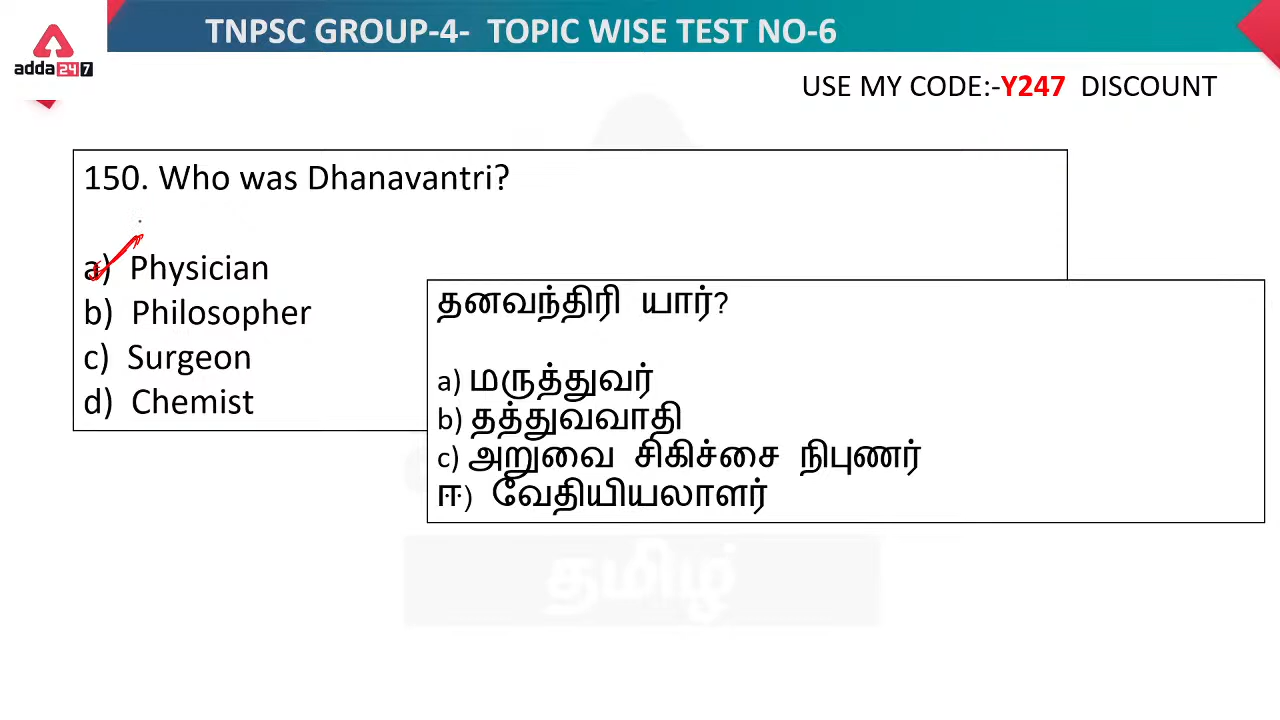 TNPSC GROUP-4- TOPIC WISE TEST NO-6
adda247
USE MY CODE:-Y247 DISCOUNT
150. Who was Dhanavantri?
a) Physician
b) Philosopher
c) Surgeon
d) Chemist
தனவந்திரி யார்?
a) மருத்துவர்
b) தத்துவவாதி
c) அறுவை சிகிச்சை நிபுணர்
ஈ) வேதியியலாளர்
தமிழ்